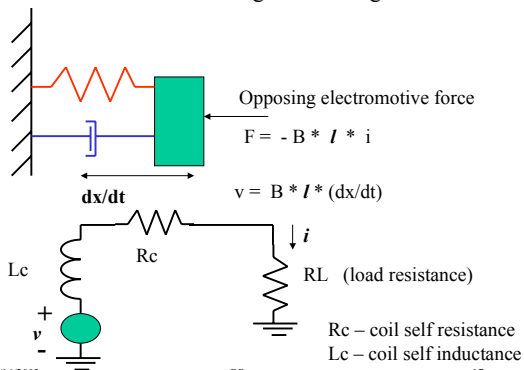 Opposing electromotive force
F = - B * l * i
dx/dt
v = B * l * (dx/dt)
i
Lc
Rc
RL (load resistance)
+
v
-
Rc – coil self resistance
Lc – coil self inductance